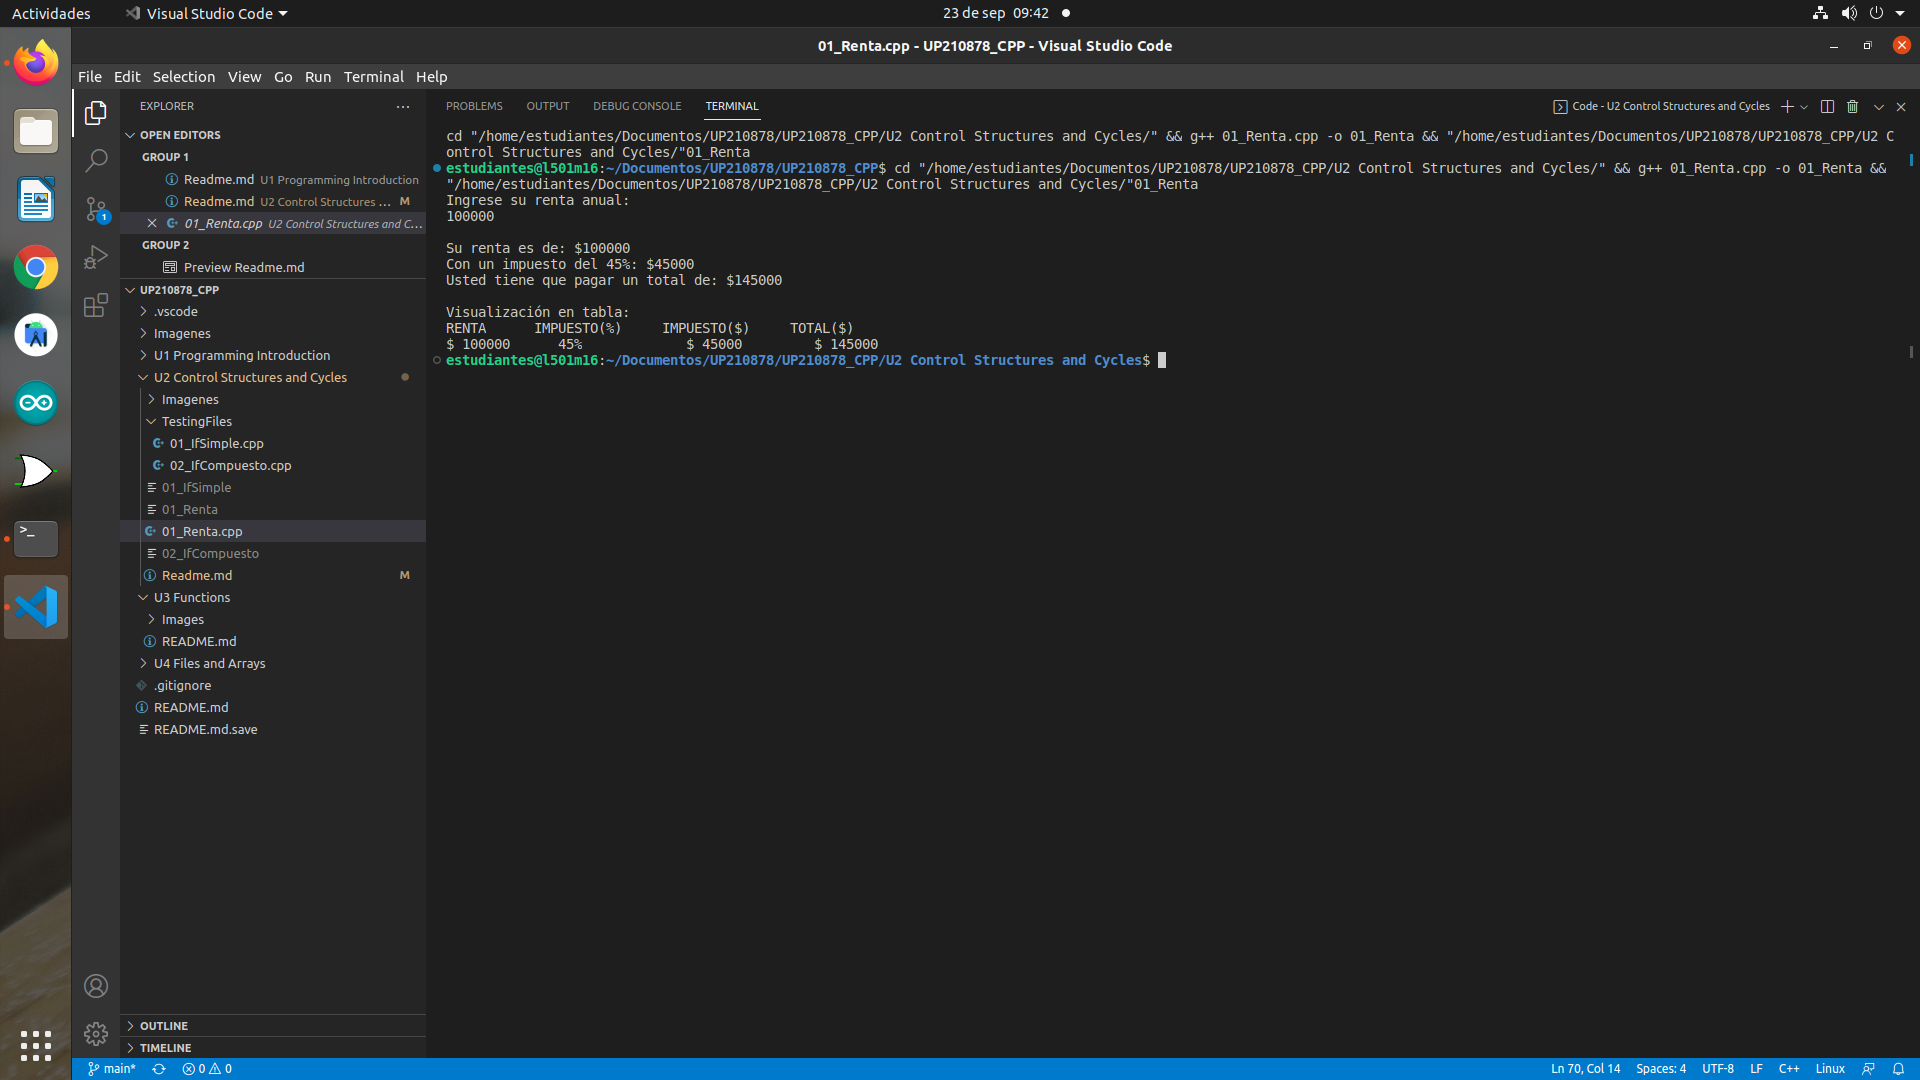 Actividades Visual Studio Code 23 de sep 09:42
01_Renta.cpp - UP210878_CPP - Visual Studio Code
File Edit Selection View Go Run Terminal Help
EXPLORER
OPEN EDITORS
GROUP 1
Readme.md U1 Programming Introduction
Readme.md U2 Control Structures ... M
01_Renta.cpp U2 Control Structures and C...
GROUP 2
Preview Readme.md
UP210878_CPP
.vscode
Imagenes
U1 Programming Introduction
U2 Control Structures and Cycles
Imagenes
TestingFiles
01_IfSimple.cpp
02_IfCompuesto.cpp
01_IfSimple
01_Renta
01_Renta.cpp
02_IfCompuesto
Readme.md M
U3 Functions
Images
README.md
U4 Files and Arrays
.gitignore
README.md
README.md.save
OUTLINE
TIMELINE
1
PROBLEMS OUTPUT DEBUG CONSOLE TERMINAL Code - U2 Control Structures and Cycles
cd "/home/estudiantes/Documentos/UP210878/UP210878_CPP/U2 Control Structures and Cycles/" && g++ 01_Renta.cpp -o 01_Renta && "/home/estudiantes/Documentos/UP210878/UP210878_CPP/U2 C
ontrol Structures and Cycles/"01_Renta
estudiantes@l501m16:~/Documentos/UP210878/UP210878_CPP$ cd "/home/estudiantes/Documentos/UP210878/UP210878_CPP/U2 Control Structures and Cycles/" && g++ 01_Renta.cpp -o 01_Renta &&
"/home/estudiantes/Documentos/UP210878/UP210878_CPP/U2 Control Structures and Cycles/"01_Renta
Ingrese su renta anual:
100000
Su renta es de: $100000
Con un impuesto del 45%: $45000
Usted tiene que pagar un total de: $145000
Visualización en tabla:
RENTA IMPUESTO(%) IMPUESTO($) TOTAL($)
$ 100000 45% $ 45000 $ 145000
estudiantes@l501m16:~/Documentos/UP210878/UP210878_CPP/U2 Control Structures and Cycles$
main* 0 0 Ln 70, Col 14 Spaces: 4 UTF-8 LF C++ Linux